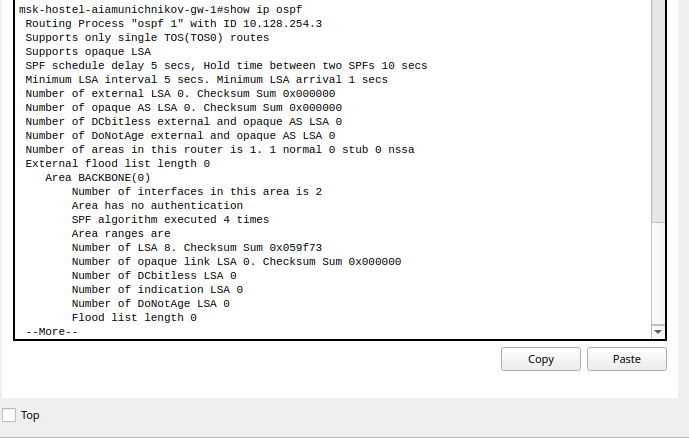 msk-hostel-aiamunichnikov-gw-1#show ip ospf
Routing Process "ospf 1" with ID 10.128.254.3
Supports only single TOS(TOS0) routes
Supports opaque LSA
SPF schedule delay 5 secs, Hold time between two SPFs 10 secs
Minimum LSA interval 5 secs. Minimum LSA arrival 1 secs
Number of external LSA 0. Checksum Sum 0x000000
Number of opaque AS LSA 0. Checksum Sum 0x000000
Number of DCbitless external and opaque AS LSA 0
Number of DoNotAge external and opaque AS LSA 0
Number of areas in this router is 1. 1 normal 0 stub 0 nssa
External flood list length 0
Area BACKBONE(0)
Number of interfaces in this area is 2
Area has no authentication
SPF algorithm executed 4 times
Area ranges are
Number of LSA 8. Checksum Sum 0x059f73
Number of opaque link LSA 0. Checksum Sum 0x000000
Number of DCbitless LSA 0
Number of indication LSA 0
Number of DoNotAge LSA 0
Flood list length 0
--More--
Copy Paste
Top